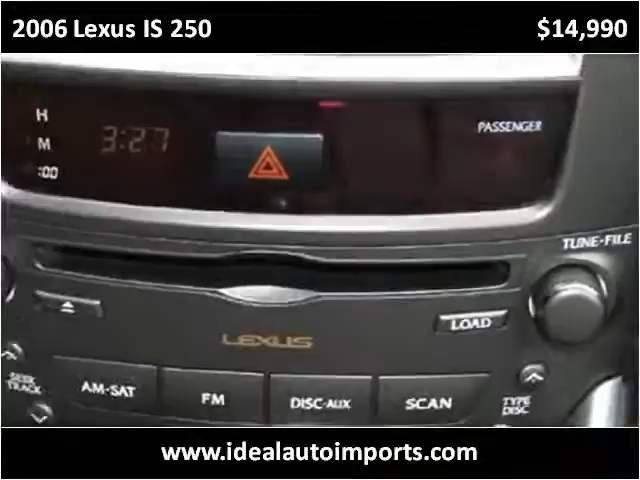 2006 Lexus IS 250 $14,990
H
M 3:27
:00
PASSENGER
TUNE·FILE
LOAD
LEXUS
SEEK TRACK
AM·SAT FM DISC·AUX SCAN
TYPE DISC
www.idealautoimports.com